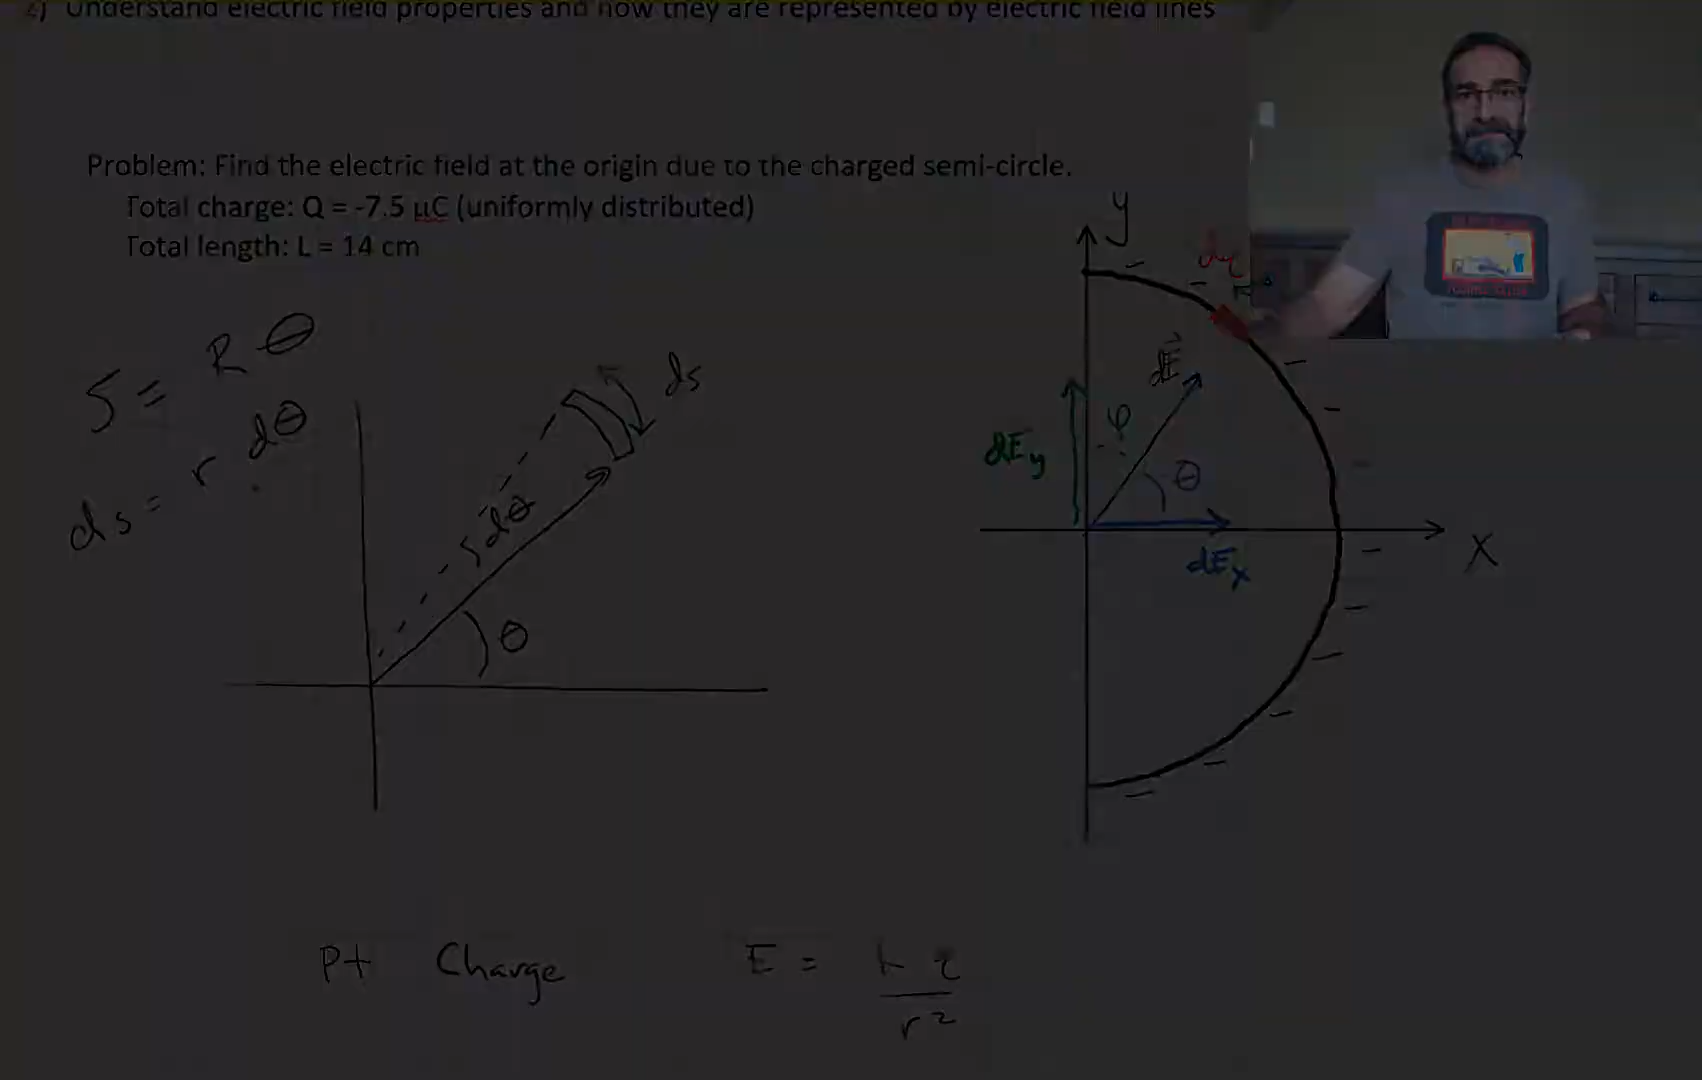 2) Understand electric field properties and how they are represented by electric field lines
Problem: Find the electric field at the origin due to the charged semi-circle.
Total charge: Q = -7.5 µC (uniformly distributed)
Total length: L = 14 cm
S = R θ
ds = r dθ
ds
dθ
θ
y
dq
dE
φ
dEy
θ
dEx
X
Pt Charge E = k q
r²